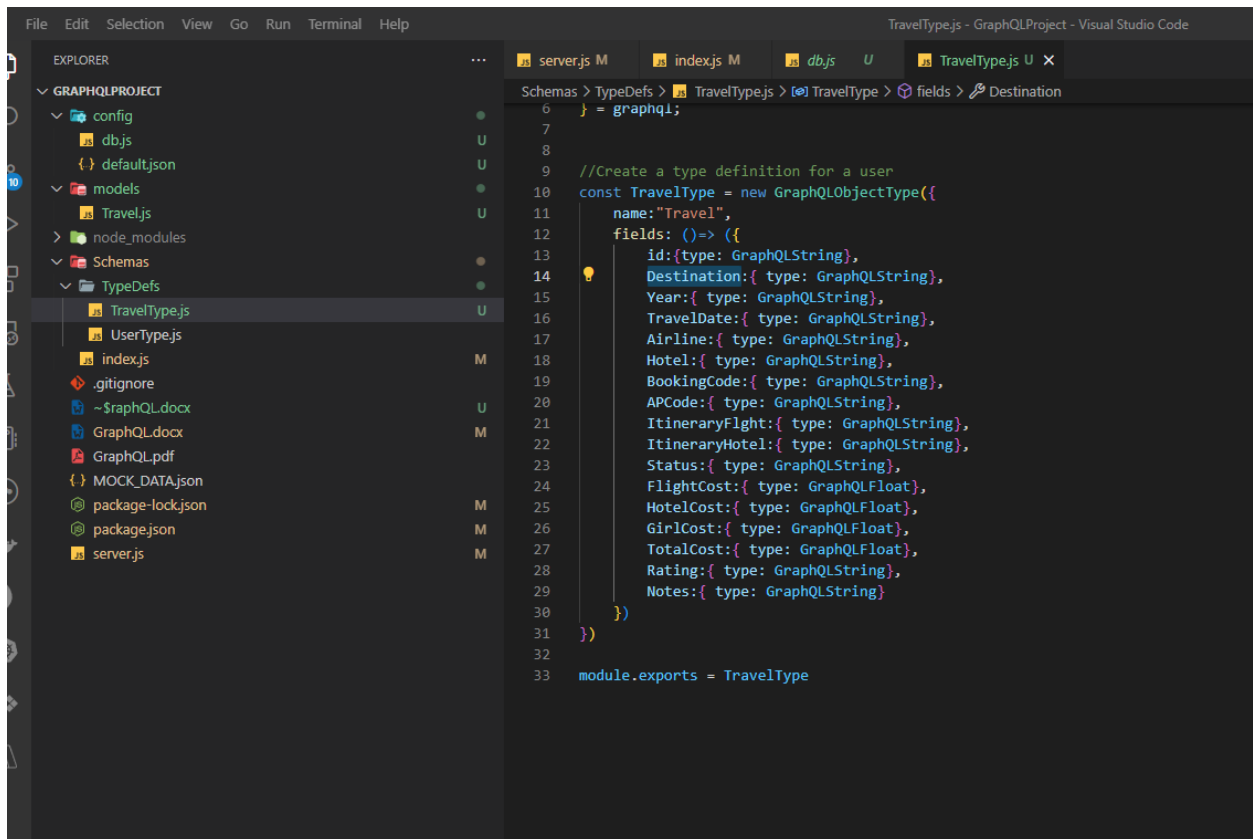 File Edit Selection View Go Run Terminal Help
TravelType.js - GraphQLProject - Visual Studio Code
EXPLORER
···
GRAPHQLPROJECT
config
db.js U
default.json U
models
Travel.js U
node_modules
Schemas
TypeDefs
TravelType.js U
UserType.js
index.js M
.gitignore
~$raphQL.docx U
GraphQL.docx M
GraphQL.pdf
MOCK_DATA.json
package-lock.json M
package.json M
server.js M
10
JS server.js M JS index.js M JS db.js U JS TravelType.js U
Schemas > TypeDefs > JS TravelType.js > TravelType > fields > Destination
6 } = graphql;
7
8
9 //Create a type definition for a user
10 const TravelType = new GraphQLObjectType({
11 name:"Travel",
12 fields: ()=> ({
13 id:{type: GraphQLString},
14 Destination:{ type: GraphQLString},
15 Year:{ type: GraphQLString},
16 TravelDate:{ type: GraphQLString},
17 Airline:{ type: GraphQLString},
18 Hotel:{ type: GraphQLString},
19 BookingCode:{ type: GraphQLString},
20 APCode:{ type: GraphQLString},
21 ItineraryFlght:{ type: GraphQLString},
22 ItineraryHotel:{ type: GraphQLString},
23 Status:{ type: GraphQLString},
24 FlightCost:{ type: GraphQLFloat},
25 HotelCost:{ type: GraphQLFloat},
26 GirlCost:{ type: GraphQLFloat},
27 TotalCost:{ type: GraphQLFloat},
28 Rating:{ type: GraphQLString},
29 Notes:{ type: GraphQLString}
30 })
31 })
32
33 module.exports = TravelType